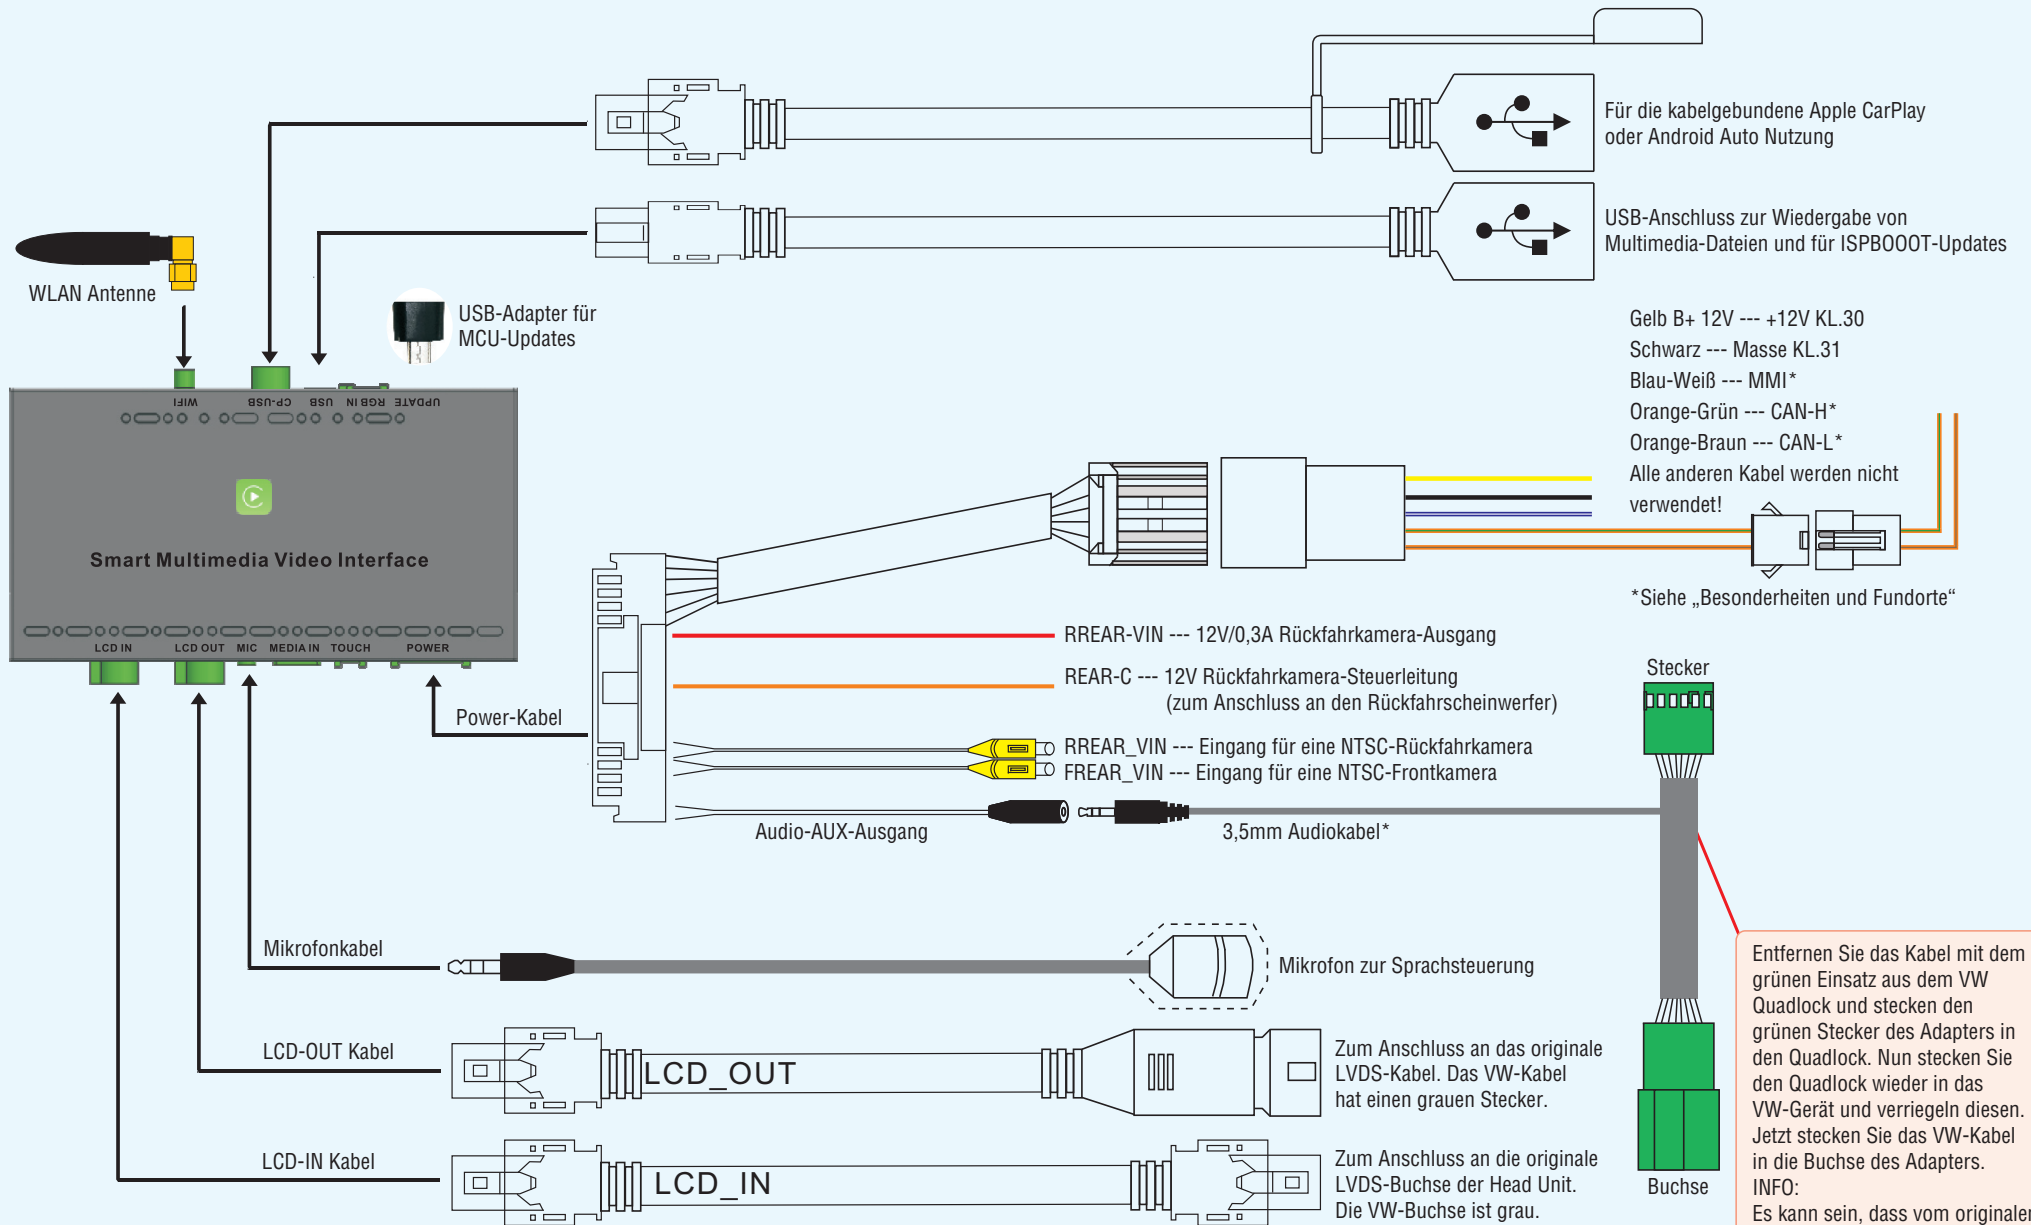 Für die kabelgebundene Apple CarPlay
oder Android Auto Nutzung
USB-Anschluss zur Wiedergabe von
Multimedia-Dateien und für ISPBOOOT-Updates
WLAN Antenne
USB-Adapter für
MCU-Updates
Gelb B+ 12V --- +12V KL.30
Schwarz --- Masse KL.31
Blau-Weiß --- MMI*
Orange-Grün --- CAN-H*
Orange-Braun --- CAN-L*
Alle anderen Kabel werden nicht
verwendet!
*Siehe „Besonderheiten und Fundorte“
WIFI
CP-USB
USB
RGB IN
UPDATE
Smart Multimedia Video Interface
LCD IN
LCD OUT
MIC
MEDIA IN
TOUCH
POWER
Power-Kabel
RREAR-VIN --- 12V/0,3A Rückfahrkamera-Ausgang
REAR-C --- 12V Rückfahrkamera-Steuerleitung
(zum Anschluss an den Rückfahrscheinwerfer)
RREAR_VIN --- Eingang für eine NTSC-Rückfahrkamera
FREAR_VIN --- Eingang für eine NTSC-Frontkamera
Audio-AUX-Ausgang
3,5mm Audiokabel*
Stecker
Buchse
Mikrofonkabel
Mikrofon zur Sprachsteuerung
LCD-OUT Kabel
LCD_OUT
Zum Anschluss an das originale
LVDS-Kabel. Das VW-Kabel
hat einen grauen Stecker.
LCD-IN Kabel
LCD_IN
Zum Anschluss an die originale
LVDS-Buchse der Head Unit.
Die VW-Buchse ist grau.
Entfernen Sie das Kabel mit dem
grünen Einsatz aus dem VW
Quadlock und stecken den
grünen Stecker des Adapters in
den Quadlock. Nun stecken Sie
den Quadlock wieder in das
VW-Gerät und verriegeln diesen.
Jetzt stecken Sie das VW-Kabel
in die Buchse des Adapters.
INFO:
Es kann sein, dass vom originalen